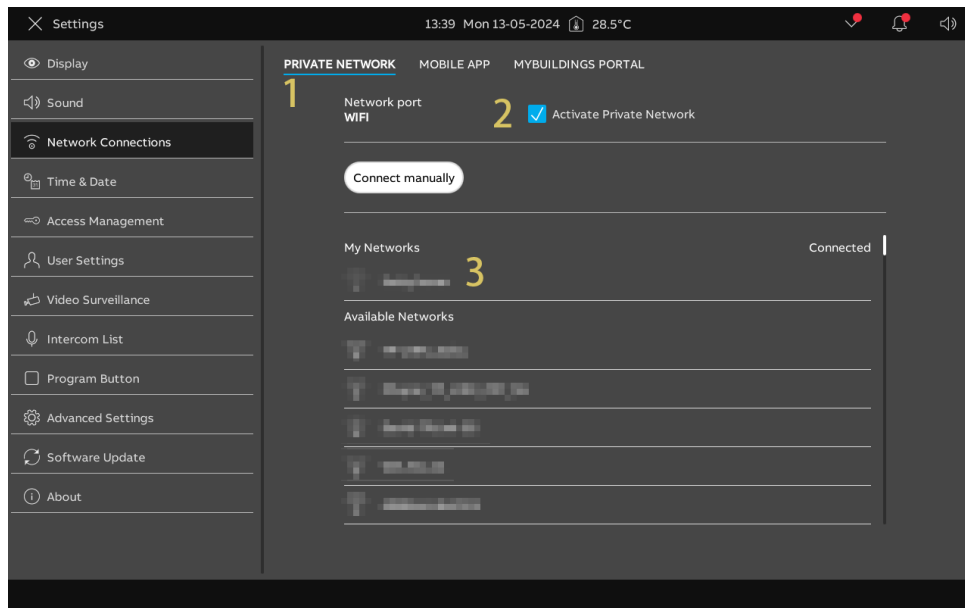 Settings
13:39 Mon 13-05-2024 28.5°C
Display
Sound
Network Connections
Time & Date
Access Management
User Settings
Video Surveillance
Intercom List
Program Button
Advanced Settings
Software Update
About
PRIVATE NETWORK MOBILE APP MYBUILDINGS PORTAL
1
Network port
WIFI
2
Activate Private Network
Connect manually
My Networks Connected
3
Available Networks